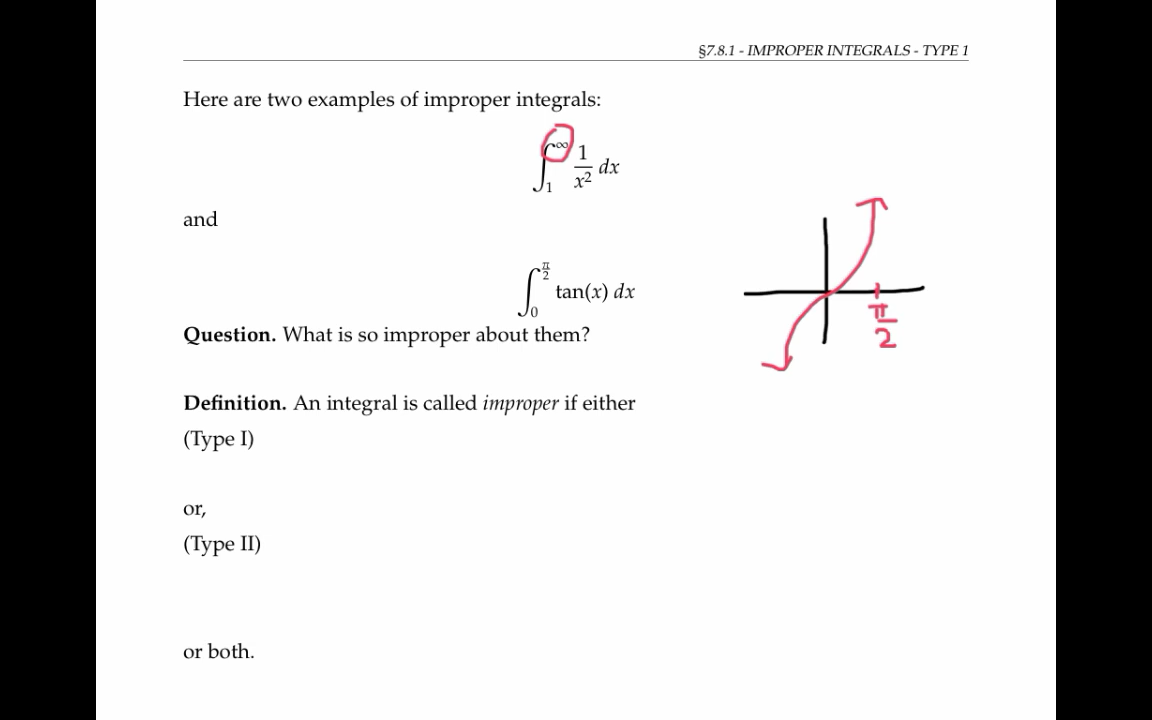 §7.8.1 - IMPROPER INTEGRALS - TYPE 1
Here are two examples of improper integrals:
∫₁^∞ 1/x² dx
and
∫₀^(π/2) tan(x) dx
π/2
Question. What is so improper about them?
Definition. An integral is called improper if either
(Type I)
or,
(Type II)
or both.